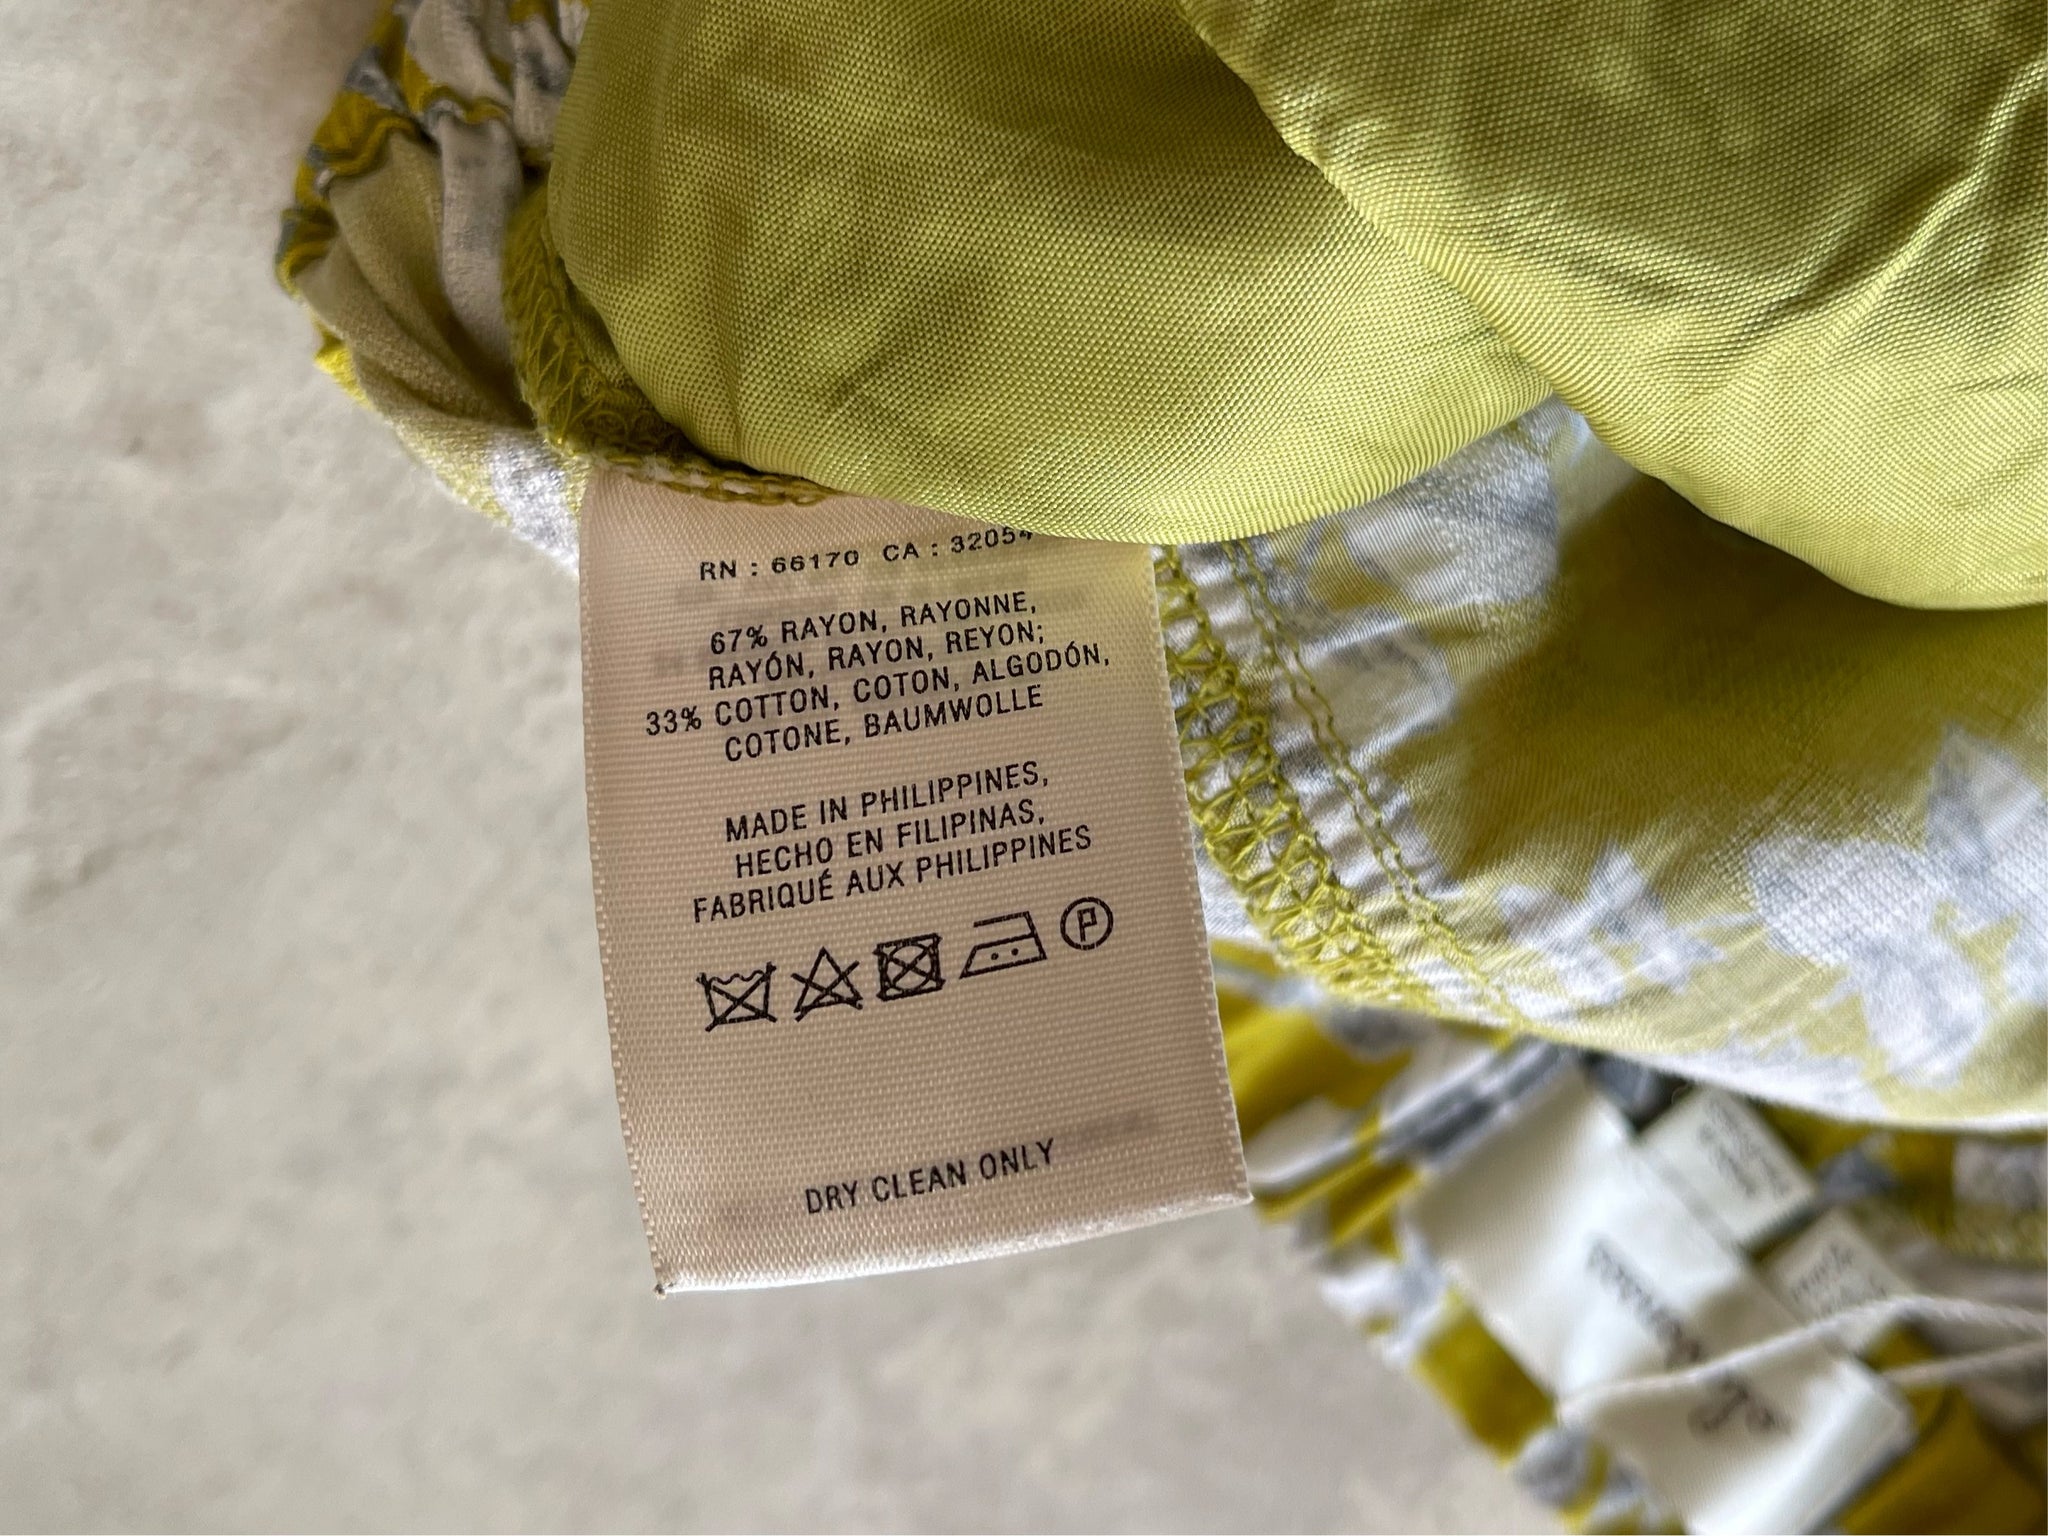 RN : 66170 CA : 32054
67% RAYON, RAYONNE,
RAYÓN, RAYON, REYON;
33% COTTON, COTON, ALGODÓN,
COTONE, BAUMWOLLE
MADE IN PHILIPPINES,
HECHO EN FILIPINAS,
FABRIQUÉ AUX PHILIPPINES
P
DRY CLEAN ONLY